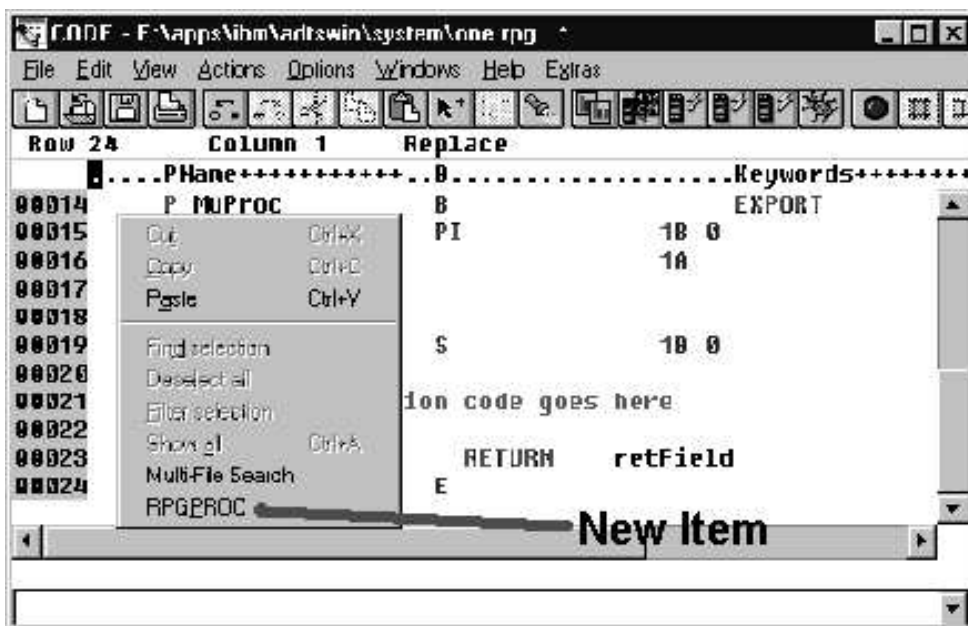 CODE - E:\apps\ibm\adtswin\system\one.rpg *
File Edit View Actions Options Windows Help Extras
Row 24 Column 1 Replace
....PName+++++++++++..B...................Keywords++++++++
00014 P MyProc B EXPORT
00015 PI 1B 0
00016 1A
00017
00018
00019 S 1B 0
00020
00021 ion code goes here
00022
00023 RETURN retField
00024 E
Cut Ctrl+X
Copy Ctrl+C
Paste Ctrl+V
Find selection
Deselect all
Filter selection
Show all Ctrl+A
Multi-File Search
RPGPROC
New Item